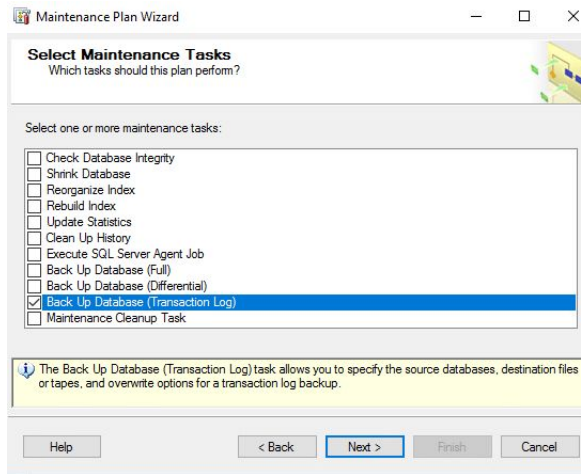 Maintenance Plan Wizard
Select Maintenance Tasks
Which tasks should this plan perform?
Select one or more maintenance tasks:
Check Database Integrity
Shrink Database
Reorganize Index
Rebuild Index
Update Statistics
Clean Up History
Execute SQL Server Agent Job
Back Up Database (Full)
Back Up Database (Differential)
Back Up Database (Transaction Log)
Maintenance Cleanup Task
The Back Up Database (Transaction Log) task allows you to specify the source databases, destination files
or tapes, and overwrite options for a transaction log backup.
Help < Back Next > Finish Cancel